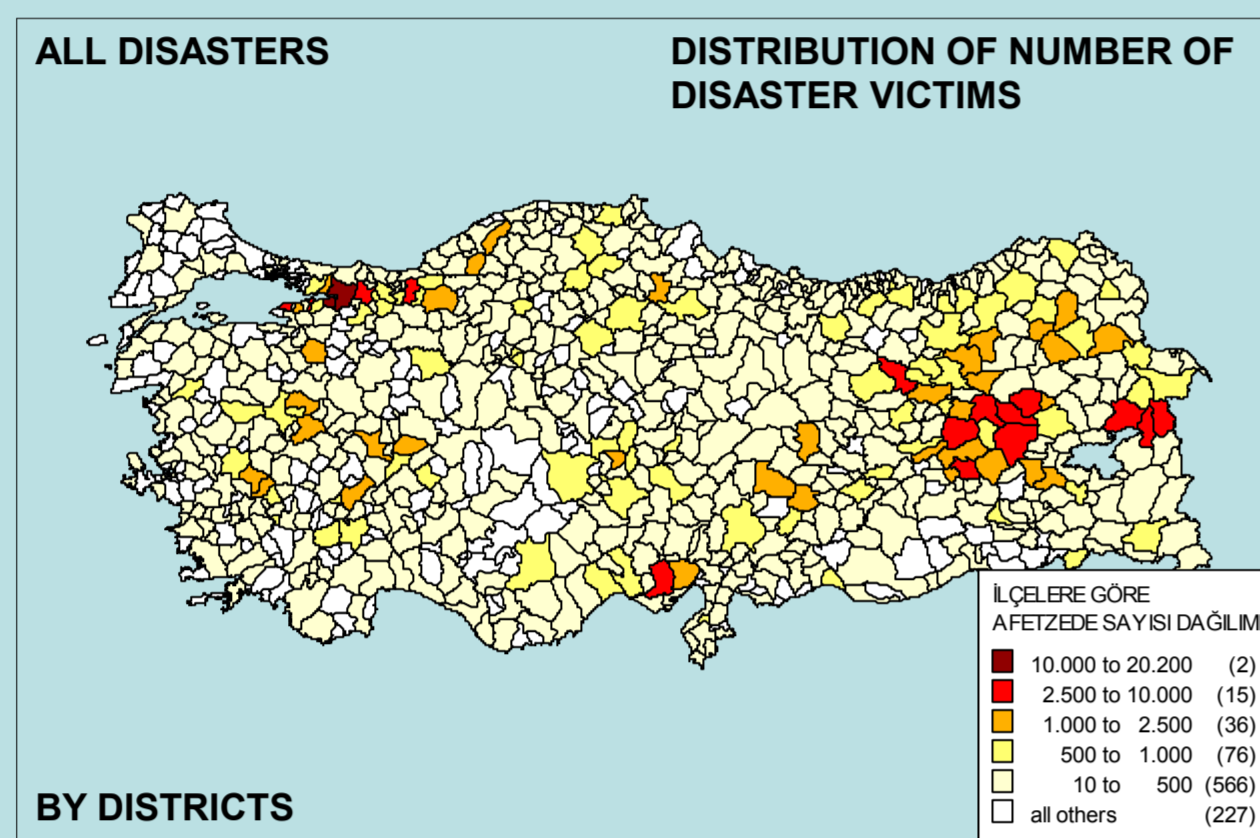 ALL DISASTERS
DISTRIBUTION OF NUMBER OF
DISASTER VICTIMS
İLÇELERE GÖRE
AFETZEDE SAYISI DAĞILIMI
10.000 to 20.200 (2)
2.500 to 10.000 (15)
1.000 to 2.500 (36)
500 to 1.000 (76)
10 to 500 (566)
all others (227)
BY DISTRICTS